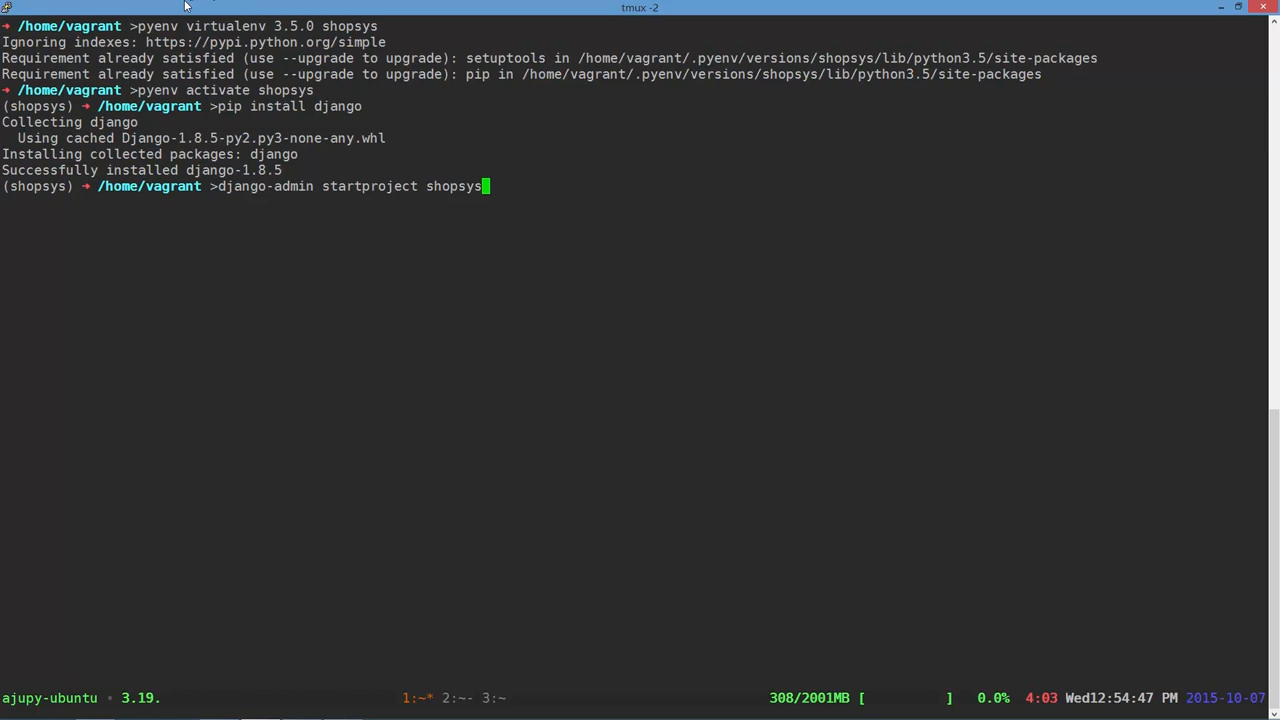 tmux -2
➜ /home/vagrant >pyenv virtualenv 3.5.0 shopsys
Ignoring indexes: https://pypi.python.org/simple
Requirement already satisfied (use --upgrade to upgrade): setuptools in /home/vagrant/.pyenv/versions/shopsys/lib/python3.5/site-packages
Requirement already satisfied (use --upgrade to upgrade): pip in /home/vagrant/.pyenv/versions/shopsys/lib/python3.5/site-packages
➜ /home/vagrant >pyenv activate shopsys
(shopsys) ➜ /home/vagrant >pip install django
Collecting django
  Using cached Django-1.8.5-py2.py3-none-any.whl
Installing collected packages: django
Successfully installed django-1.8.5
(shopsys) ➜ /home/vagrant >django-admin startproject shopsys
ajupy-ubuntu • 3.19. 1:~* 2:~- 3:~ 308/2001MB [ ] 0.0% 4:03 Wed12:54:47 PM 2015-10-07